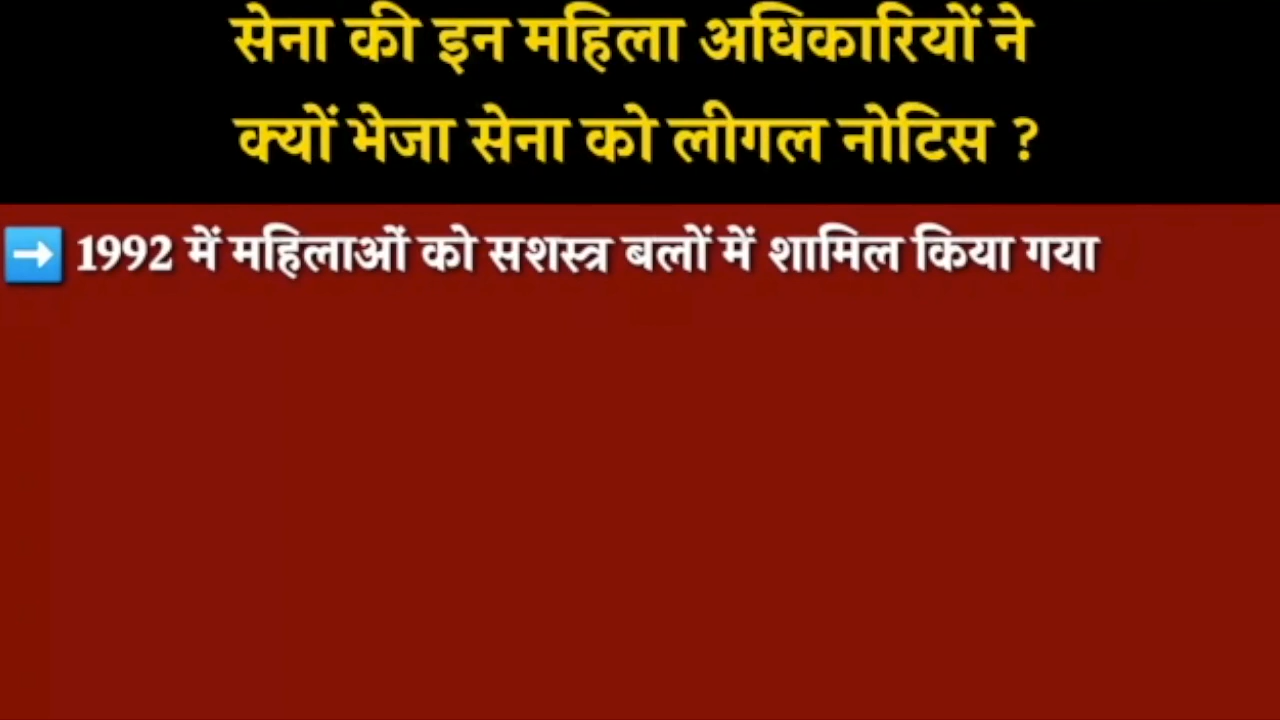 सेना की इन महिला अधिकारियों ने
क्यों भेजा सेना को लीगल नोटिस ?
➡ 1992 में महिलाओं को सशस्त्र बलों में शामिल किया गया